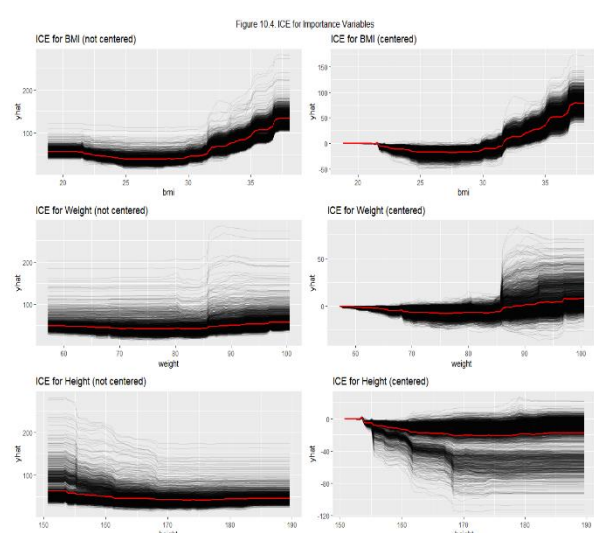 Figure 10.4. ICE for Importance Variables
ICE for BMI (not centered)
200
100
yhat
20 25 30 35
bmi
ICE for BMI (centered)
150
100
50
0
-50
yhat
20 25 30 35
bmi
ICE for Weight (not centered)
200
100
yhat
60 70 80 90 100
weight
ICE for Weight (centered)
50
0
yhat
60 70 80 90 100
weight
ICE for Height (not centered)
200
100
yhat
150 160 170 180 190
height
ICE for Height (centered)
0
-40
-80
-120
yhat
150 160 170 180 190
height